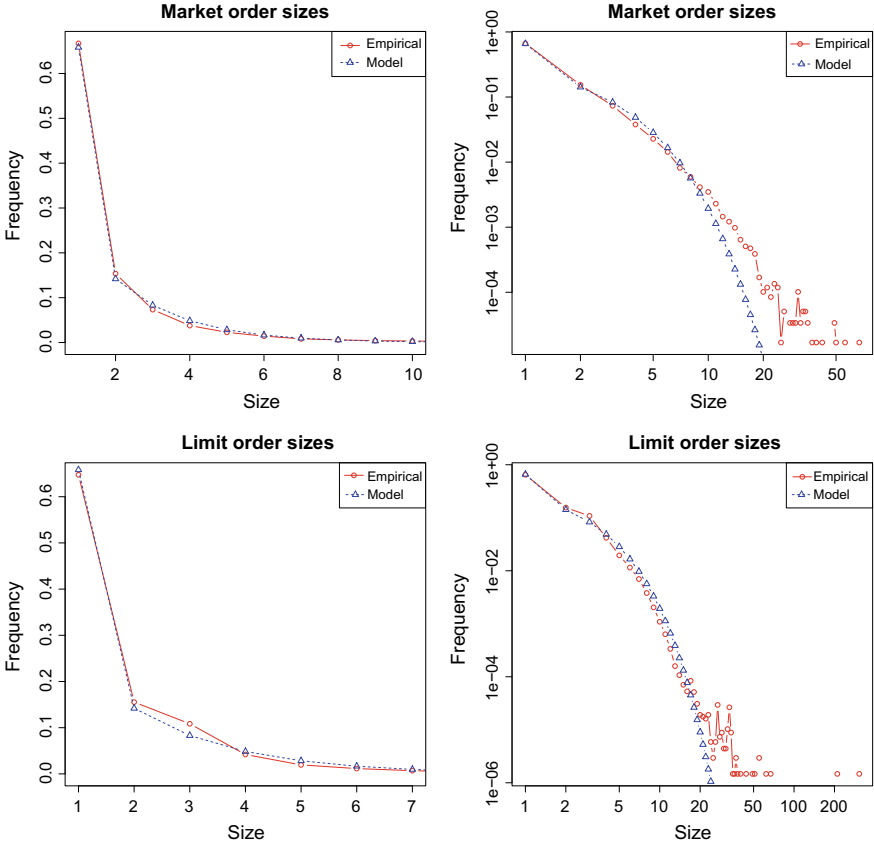 Market order sizes
Empirical
Model
Frequency
0.0 0.1 0.2 0.3 0.4 0.5 0.6
2 4 6 8 10
Size
Market order sizes
Empirical
Model
Frequency
1e-04 1e-03 1e-02 1e-01 1e+00
1 2 5 10 20 50
Size
Limit order sizes
Empirical
Model
Frequency
0.0 0.1 0.2 0.3 0.4 0.5 0.6
1 2 3 4 5 6 7
Size
Limit order sizes
Empirical
Model
Frequency
1e-06 1e-04 1e-02 1e+00
1 2 5 10 20 50 100 200
Size